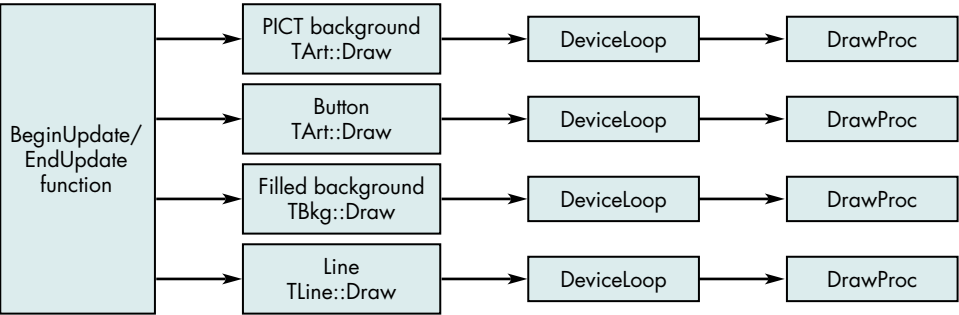 BeginUpdate/
EndUpdate
function
PICT background
TArt::Draw
DeviceLoop
DrawProc
Button
TArt::Draw
DeviceLoop
DrawProc
Filled background
TBkg::Draw
DeviceLoop
DrawProc
Line
TLine::Draw
DeviceLoop
DrawProc